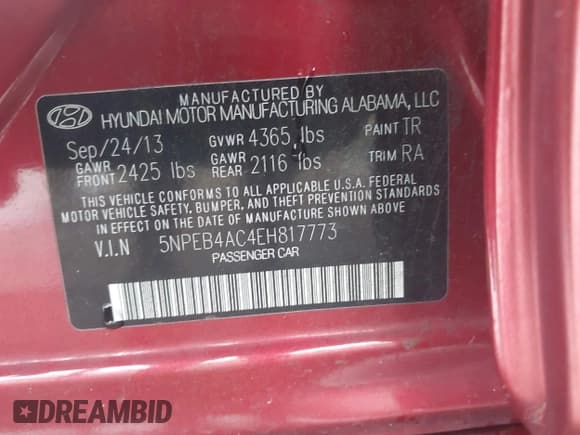 MANUFACTURED BY
HYUNDAI MOTOR MANUFACTURING ALABAMA, LLC
Sep/24/13 GVWR 4365 lbs PAINT TR
GAWR FRONT 2425 lbs GAWR REAR 2116 lbs TRIM RA
THIS VEHICLE CONFORMS TO ALL APPLICABLE U.S.A. FEDERAL
MOTOR VEHICLE SAFETY, BUMPER, AND THEFT PREVENTION STANDARDS
IN EFFECT ON THE DATE OF MANUFACTURE SHOWN ABOVE.
V.I.N 5NPEB4AC4EH817773
PASSENGER CAR
DREAMBID